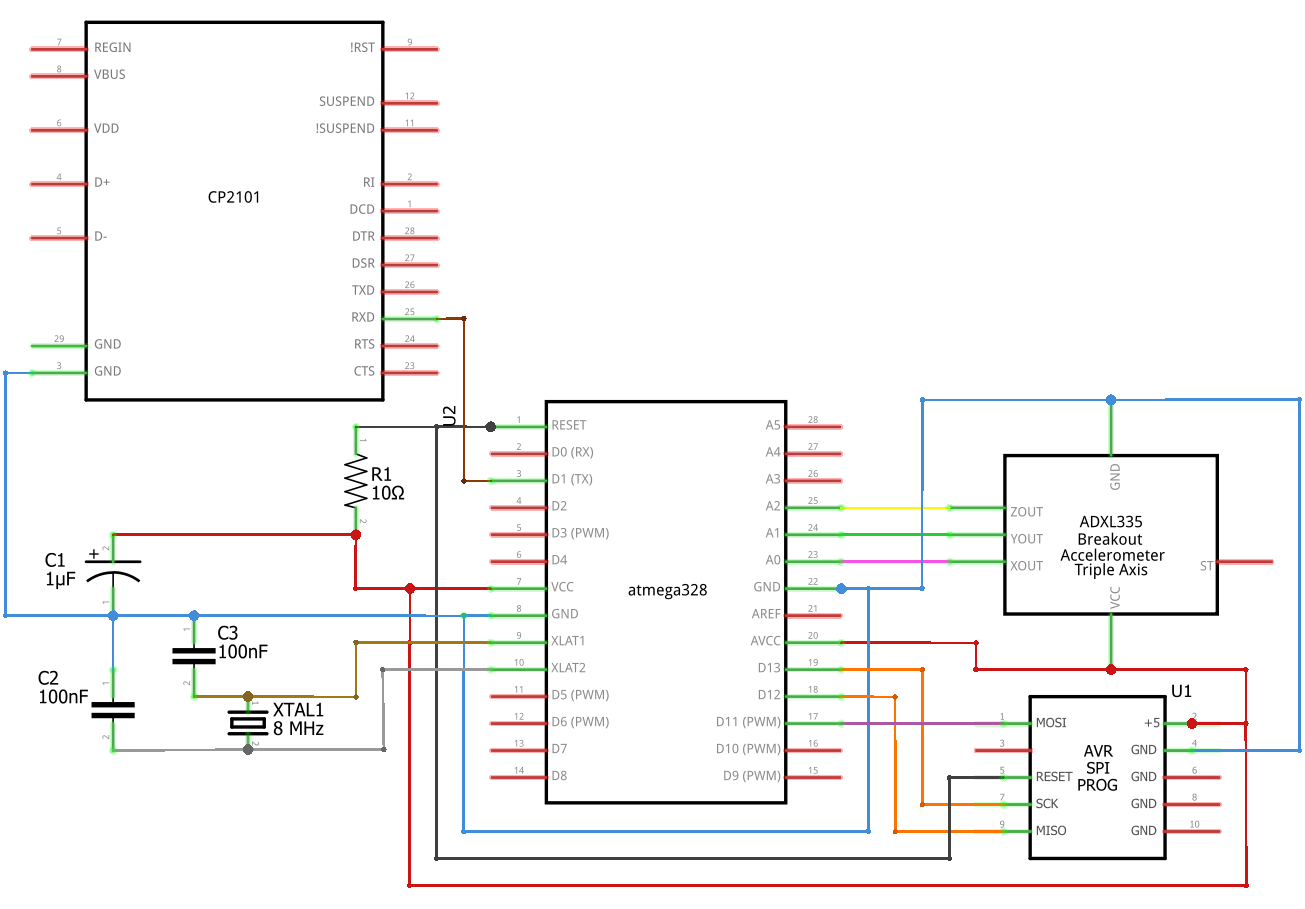 7 REGIN
8 VBUS
6 VDD
4 D+
5 D-
29 GND
3 GND
CP2101
!RST 9
SUSPEND 12
!SUSPEND 11
RI 2
DCD 1
DTR 28
DSR 27
TXD 26
RXD 25
RTS 24
CTS 23
U2
1 RESET
2 D0 (RX)
3 D1 (TX)
4 D2
5 D3 (PWM)
6 D4
7 VCC
8 GND
9 XLAT1
10 XLAT2
11 D5 (PWM)
12 D6 (PWM)
13 D7
14 D8
atmega328
A5 28
A4 27
A3 26
A2 25
A1 24
A0 23
GND 22
AREF 21
AVCC 20
D13 19
D12 18
D11 (PWM) 17
D10 (PWM) 16
D9 (PWM) 15
1
R1
10Ω
2
2
+
C1
1µF
1
1
C3
100nF
2
1
C2
100nF
2
1
XTAL1
8 MHz
2
GND
ZOUT
YOUT
XOUT
ADXL335
Breakout
Accelerometer
Triple Axis
ST
VCC
U1
1 MOSI
3
5 RESET
7 SCK
9 MISO
AVR
SPI
PROG
+5 2
GND 4
GND 6
GND 8
GND 10